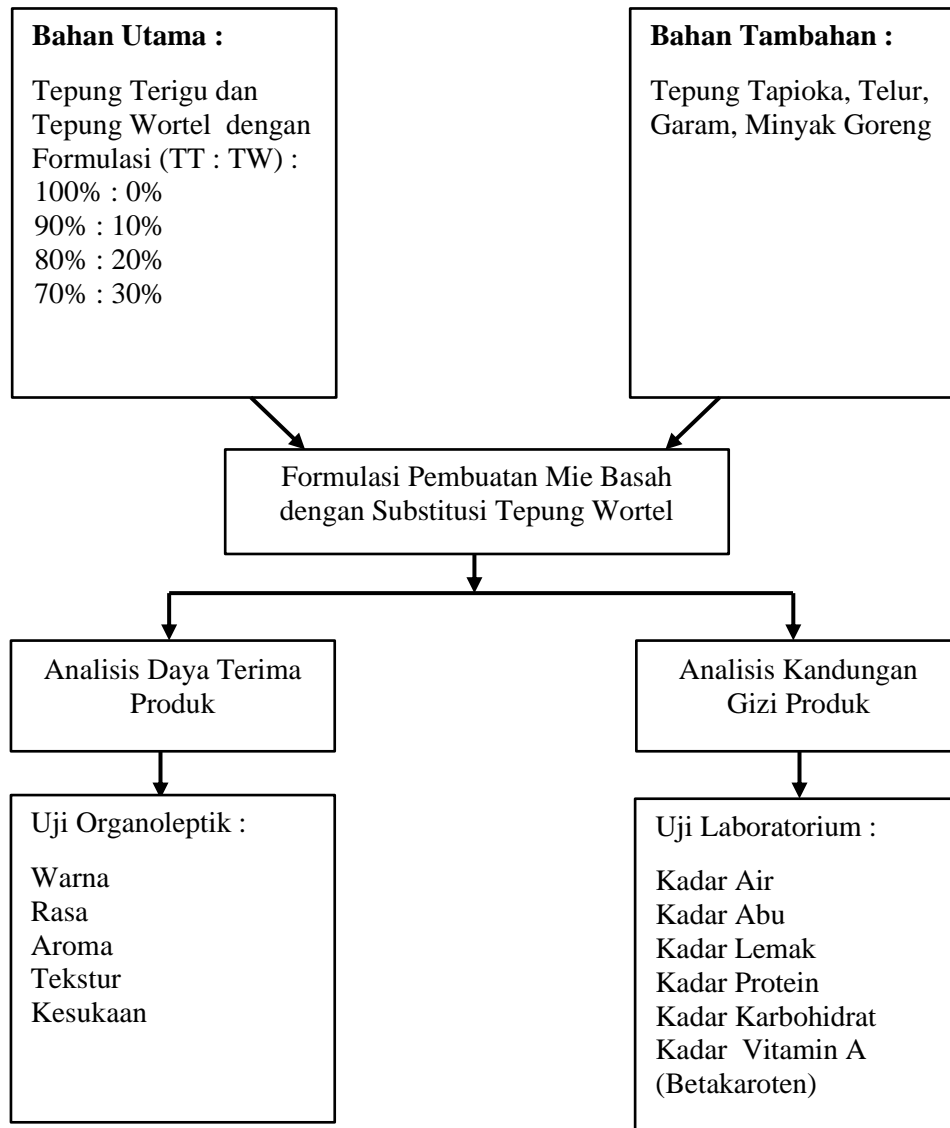 Bahan Utama :
Tepung Terigu dan
Tepung Wortel dengan
Formulasi (TT : TW) :
100% : 0%
90% : 10%
80% : 20%
70% : 30%
Bahan Tambahan :
Tepung Tapioka, Telur,
Garam, Minyak Goreng
Formulasi Pembuatan Mie Basah
dengan Substitusi Tepung Wortel
Analisis Daya Terima
Produk
Analisis Kandungan
Gizi Produk
Uji Organoleptik :
Warna
Rasa
Aroma
Tekstur
Kesukaan
Uji Laboratorium :
Kadar Air
Kadar Abu
Kadar Lemak
Kadar Protein
Kadar Karbohidrat
Kadar Vitamin A
(Betakaroten)